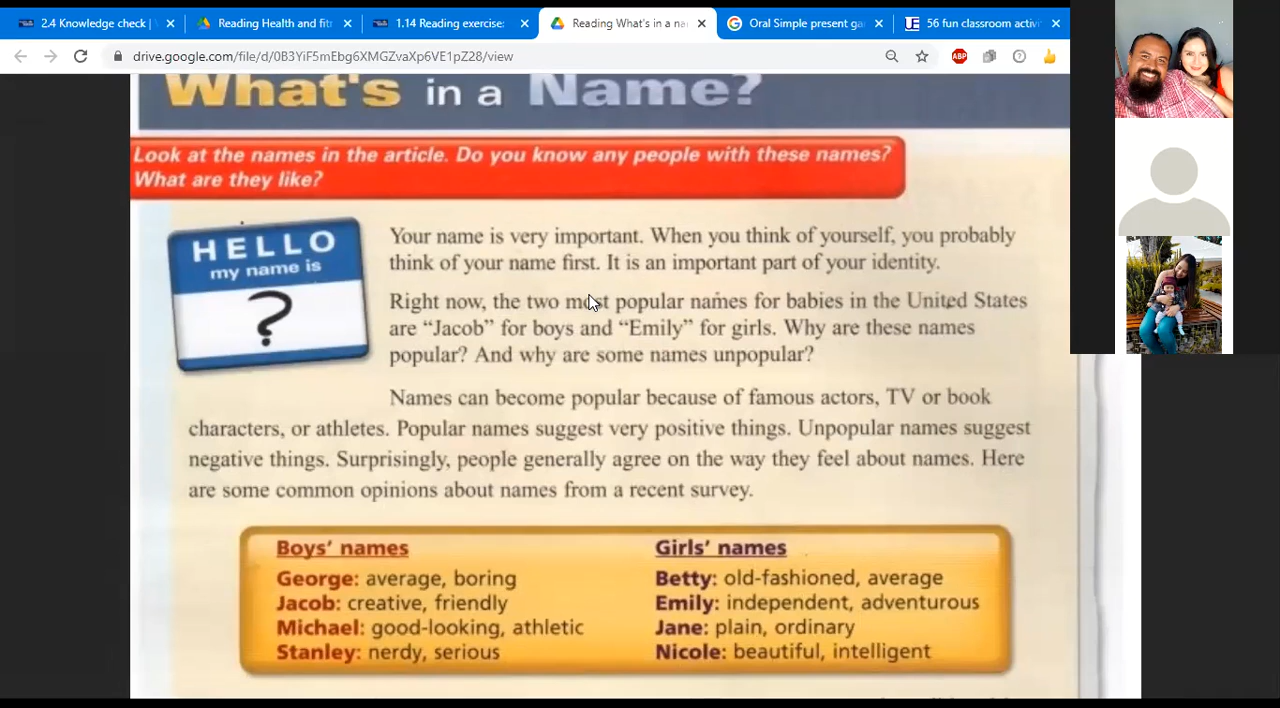 2.4 Knowledge check |
Reading Health and fit
1.14 Reading exercise:
Reading What's in a na
Oral Simple present ga
56 fun classroom activi
drive.google.com/file/d/0B3YiF5mEbg6XMGZvaXp6VE1pZ28/view
ABP
What's in a Name?
Look at the names in the article. Do you know any people with these names?
What are they like?
HELLO
my name is
?
Your name is very important. When you think of yourself, you probably
think of your name first. It is an important part of your identity.
Right now, the two most popular names for babies in the United States
are “Jacob” for boys and “Emily” for girls. Why are these names
popular? And why are some names unpopular?
Names can become popular because of famous actors, TV or book
characters, or athletes. Popular names suggest very positive things. Unpopular names suggest
negative things. Surprisingly, people generally agree on the way they feel about names. Here
are some common opinions about names from a recent survey.
Boys' names
George: average, boring
Jacob: creative, friendly
Michael: good-looking, athletic
Stanley: nerdy, serious
Girls' names
Betty: old-fashioned, average
Emily: independent, adventurous
Jane: plain, ordinary
Nicole: beautiful, intelligent